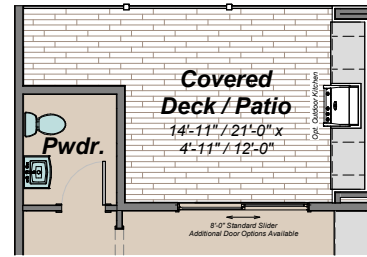 Covered
Deck / Patio
14'-11" / 21'-0" x
4'-11" / 12'-0"
Opt. Outdoor Kitchen
Pwdr.
8'-0" Standard Slider
Additional Door Options Available